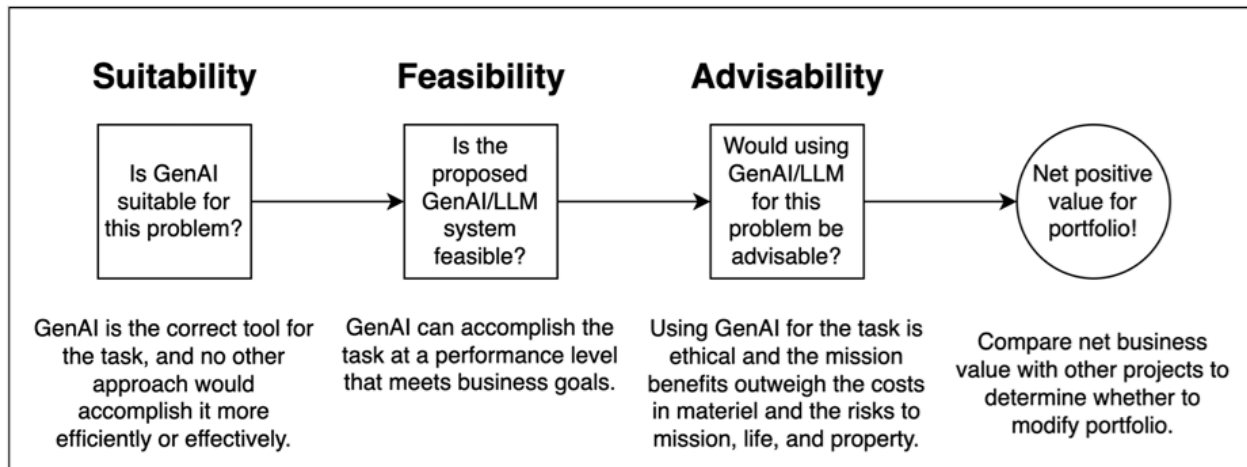 Suitability
Feasibility
Advisability
Is GenAI
suitable for
this problem?
Is the
proposed
GenAI/LLM
system
feasible?
Would using
GenAI/LLM
for this
problem be
advisable?
Net positive
value for
portfolio!
GenAI is the correct tool for
the task, and no other
approach would
accomplish it more
efficiently or effectively.
GenAI can accomplish the
task at a performance level
that meets business goals.
Using GenAI for the task is
ethical and the mission
benefits outweigh the costs
in materiel and the risks to
mission, life, and property.
Compare net business
value with other projects to
determine whether to
modify portfolio.